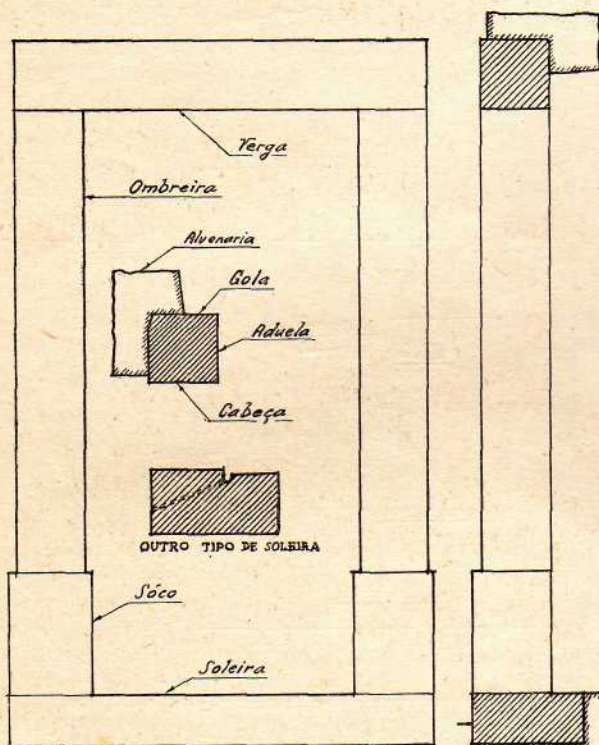 Verga
Ombreira
Alvenaria
Gola
Aduela
Cabeça
OUTRO TIPO DE SOLEIRA
Sóco
Soleira